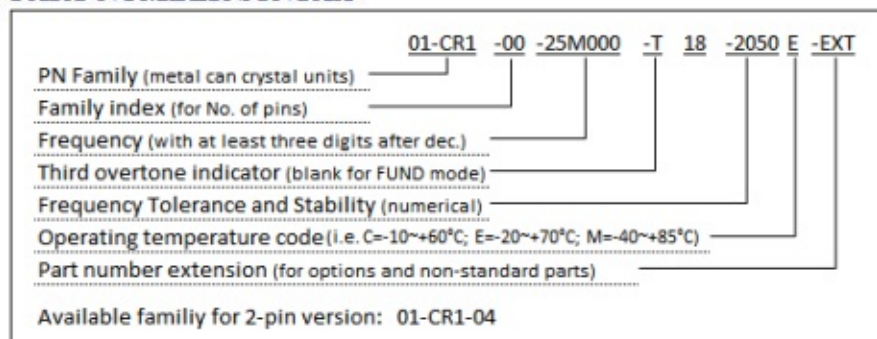 01-CR1 -00 -25M000 -T 18 -2050 E -EXT
PN Family (metal can crystal units)
Family index (for No. of pins)
Frequency (with at least three digits after dec.)
Third overtone indicator (blank for FUND mode)
Frequency Tolerance and Stability (numerical)
Operating temperature code (i.e. C=-10~+60°C; E=-20~+70°C; M=-40~+85°C)
Part number extension (for options and non-standard parts)
Available familiy for 2-pin version: 01-CR1-04